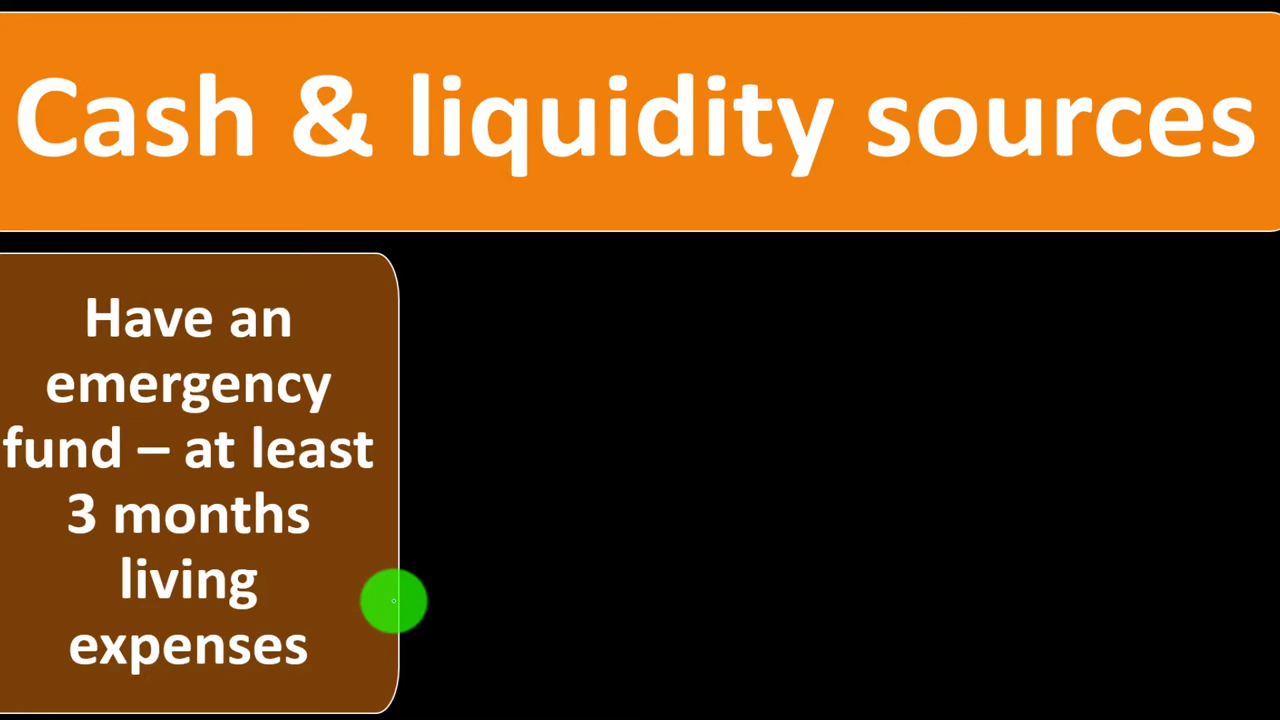 Cash & liquidity sources
Have an
emergency
fund – at least
3 months
living
expenses